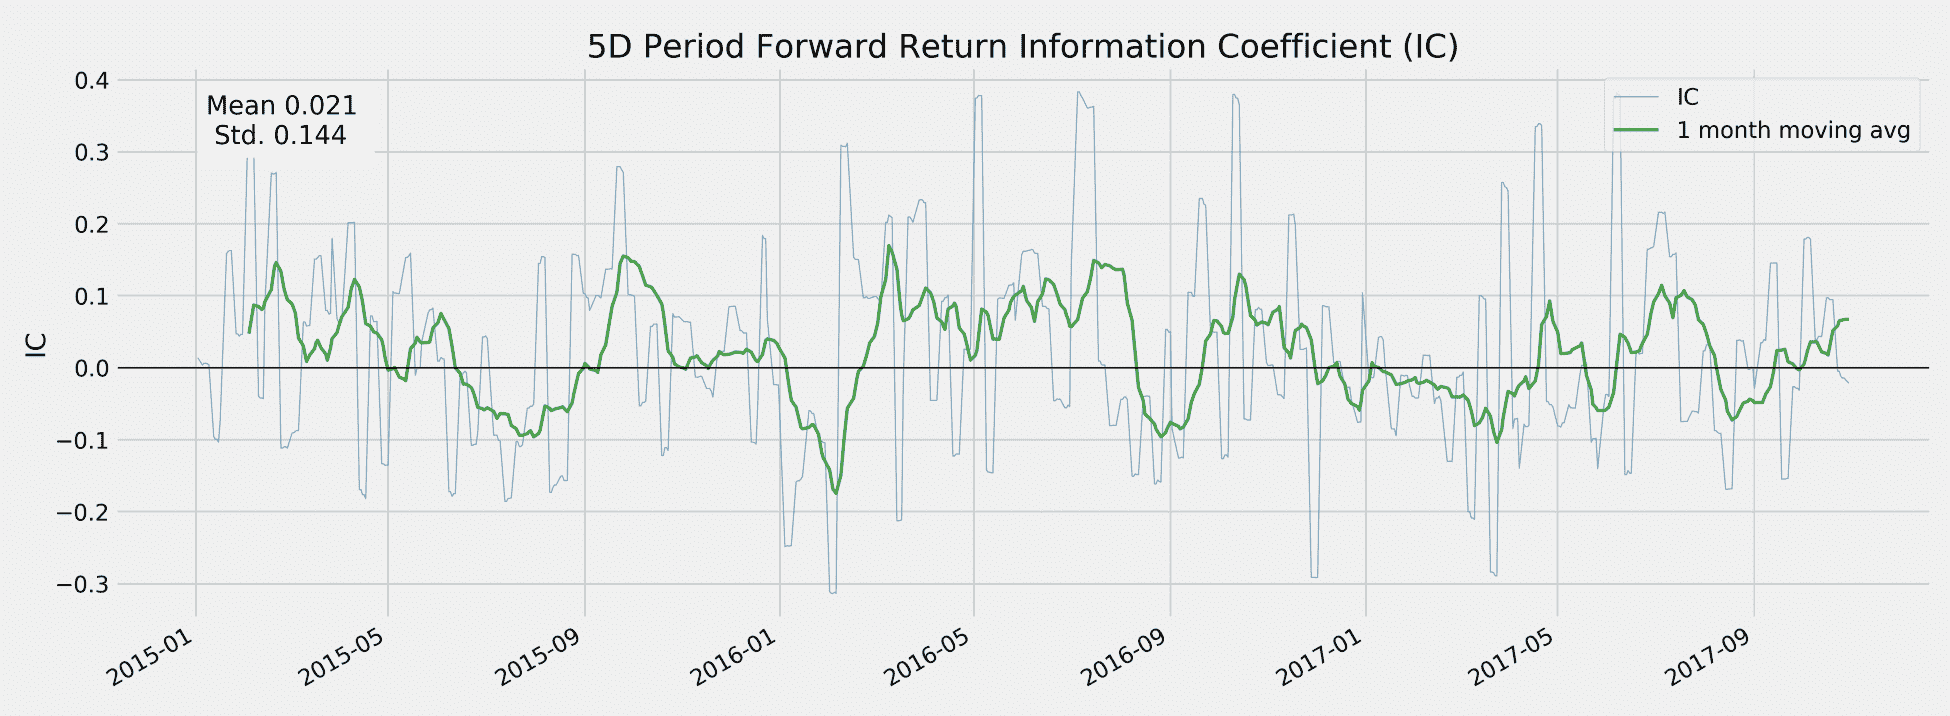 5D Period Forward Return Information Coefficient (IC)
Mean 0.021
Std. 0.144
IC
1 month moving avg
IC
0.4
0.3
0.2
0.1
0.0
−0.1
−0.2
−0.3
2015-01
2015-05
2015-09
2016-01
2016-05
2016-09
2017-01
2017-05
2017-09